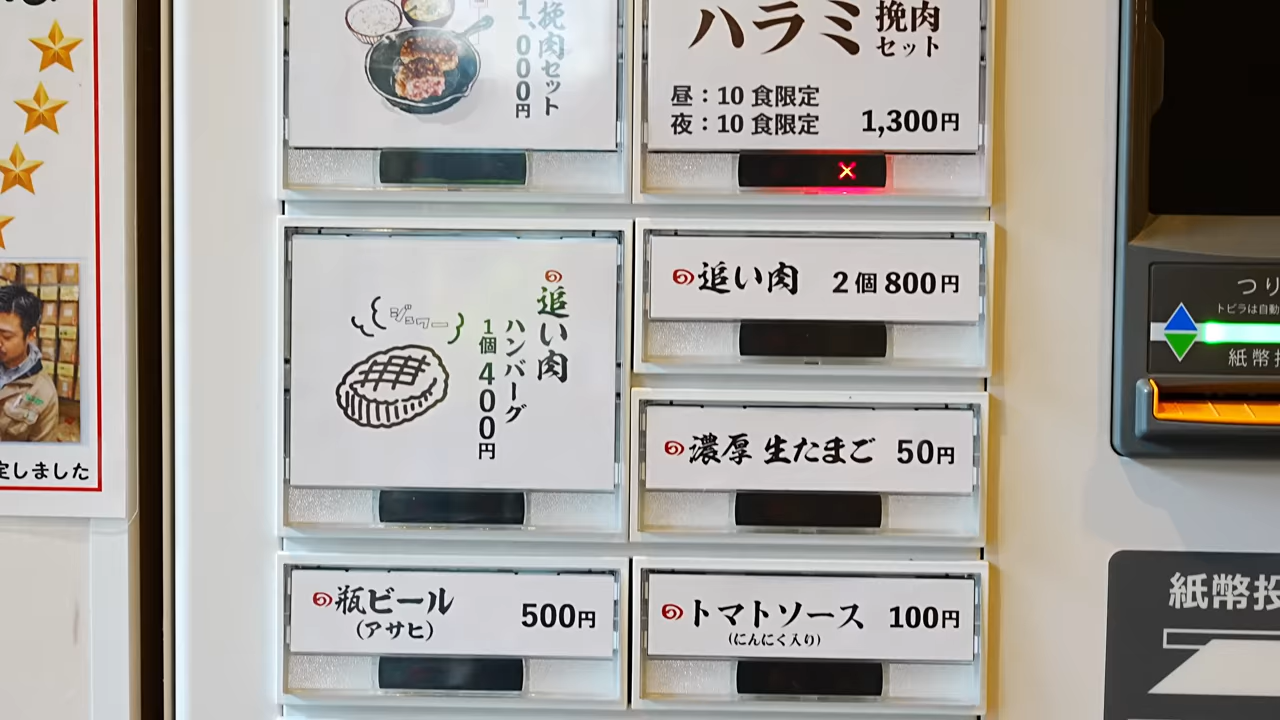 挽肉セット
1,000円
ハラミ挽肉セット
昼：10 食限定
夜：10 食限定
1,300円
追い肉
ハンバーグ
1個400円
ジュワー
追い肉 2個800円
濃厚 生たまご 50円
瓶ビール 500円
(アサヒ)
トマトソース 100円
(にんにく入り)
定しました
つり
トビラは自動
紙幣投
紙幣投